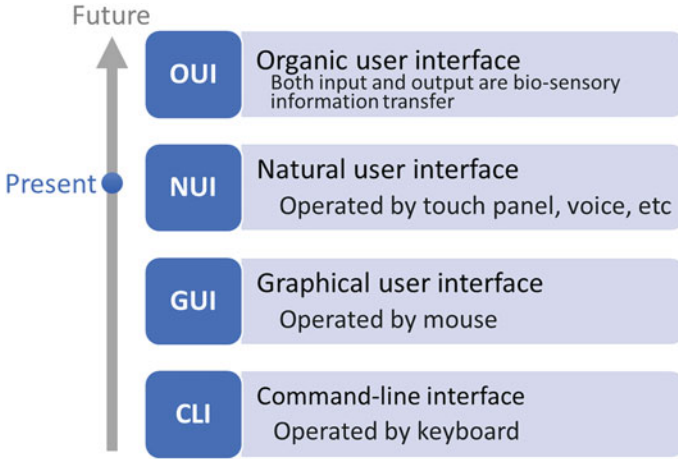 Future
OUI
Organic user interface
Both input and output are bio-sensory
information transfer
Present
NUI
Natural user interface
Operated by touch panel, voice, etc
GUI
Graphical user interface
Operated by mouse
CLI
Command-line interface
Operated by keyboard